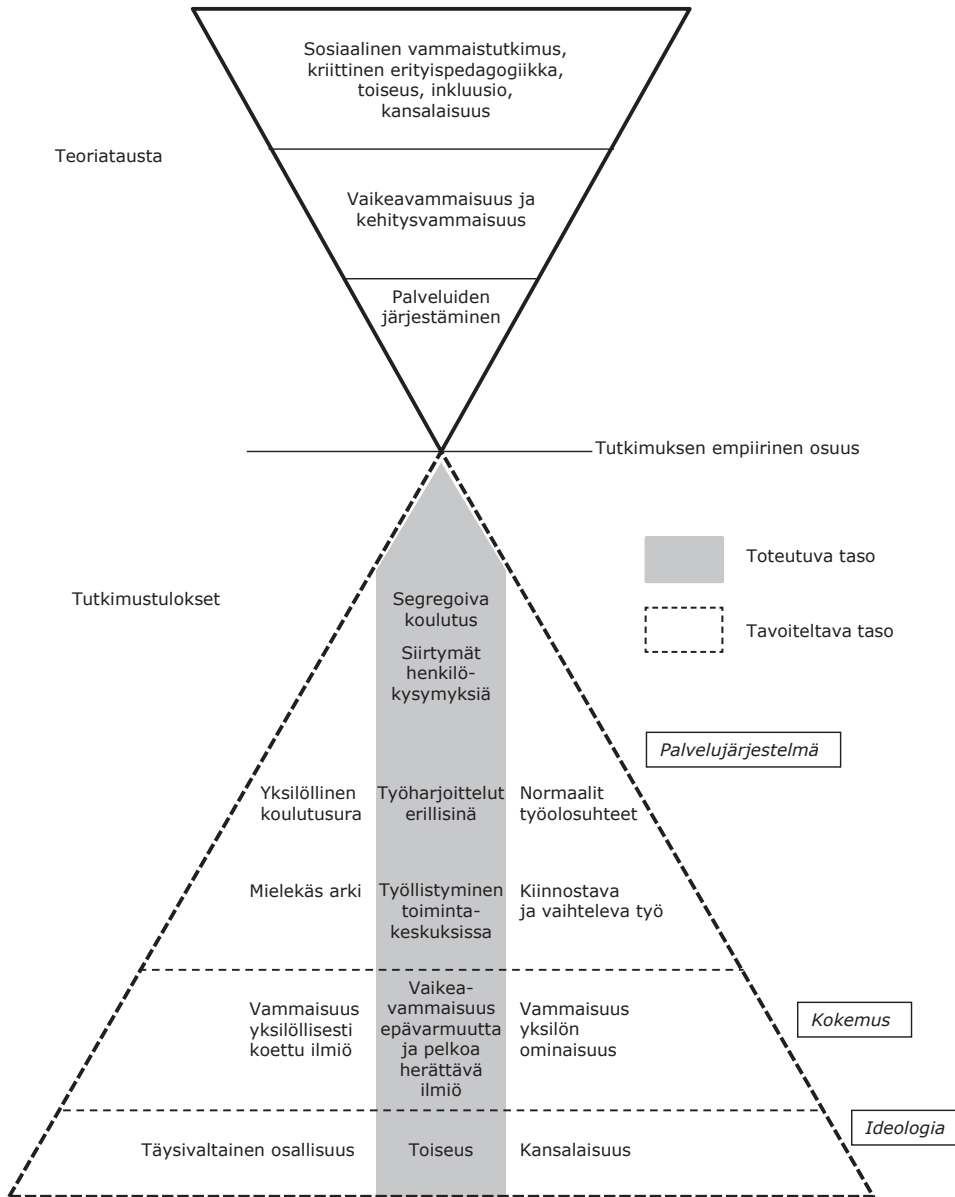 Sosiaalinen vammaistutkimus,
kriittinen erityispedagogiikka,
toiseus, inkluusio,
kansalaisuus
Teoriatausta
Vaikeavammaisuus ja
kehitysvammaisuus
Palveluiden
järjestäminen
Tutkimuksen empiirinen osuus
Toteutuva taso
Tavoiteltava taso
Tutkimustulokset
Segregoiva
koulutus
Siirtymät
henkilö-
kysymyksiä
Palvelujärjestelmä
Yksilöllinen
koulutusura
Työharjoittelut
erillisinä
Normaalit
työolosuhteet
Mielekäs arki
Työllistyminen
toiminta-
keskuksissa
Kiinnostava
ja vaihteleva työ
Vammaisuus
yksilöllisesti
koettu ilmiö
Vaikea-
vammaisuus
epävarmuutta
ja pelkoa
herättävä
ilmiö
Vammaisuus
yksilön
ominaisuus
Kokemus
Ideologia
Täysivaltainen osallisuus
Toiseus
Kansalaisuus